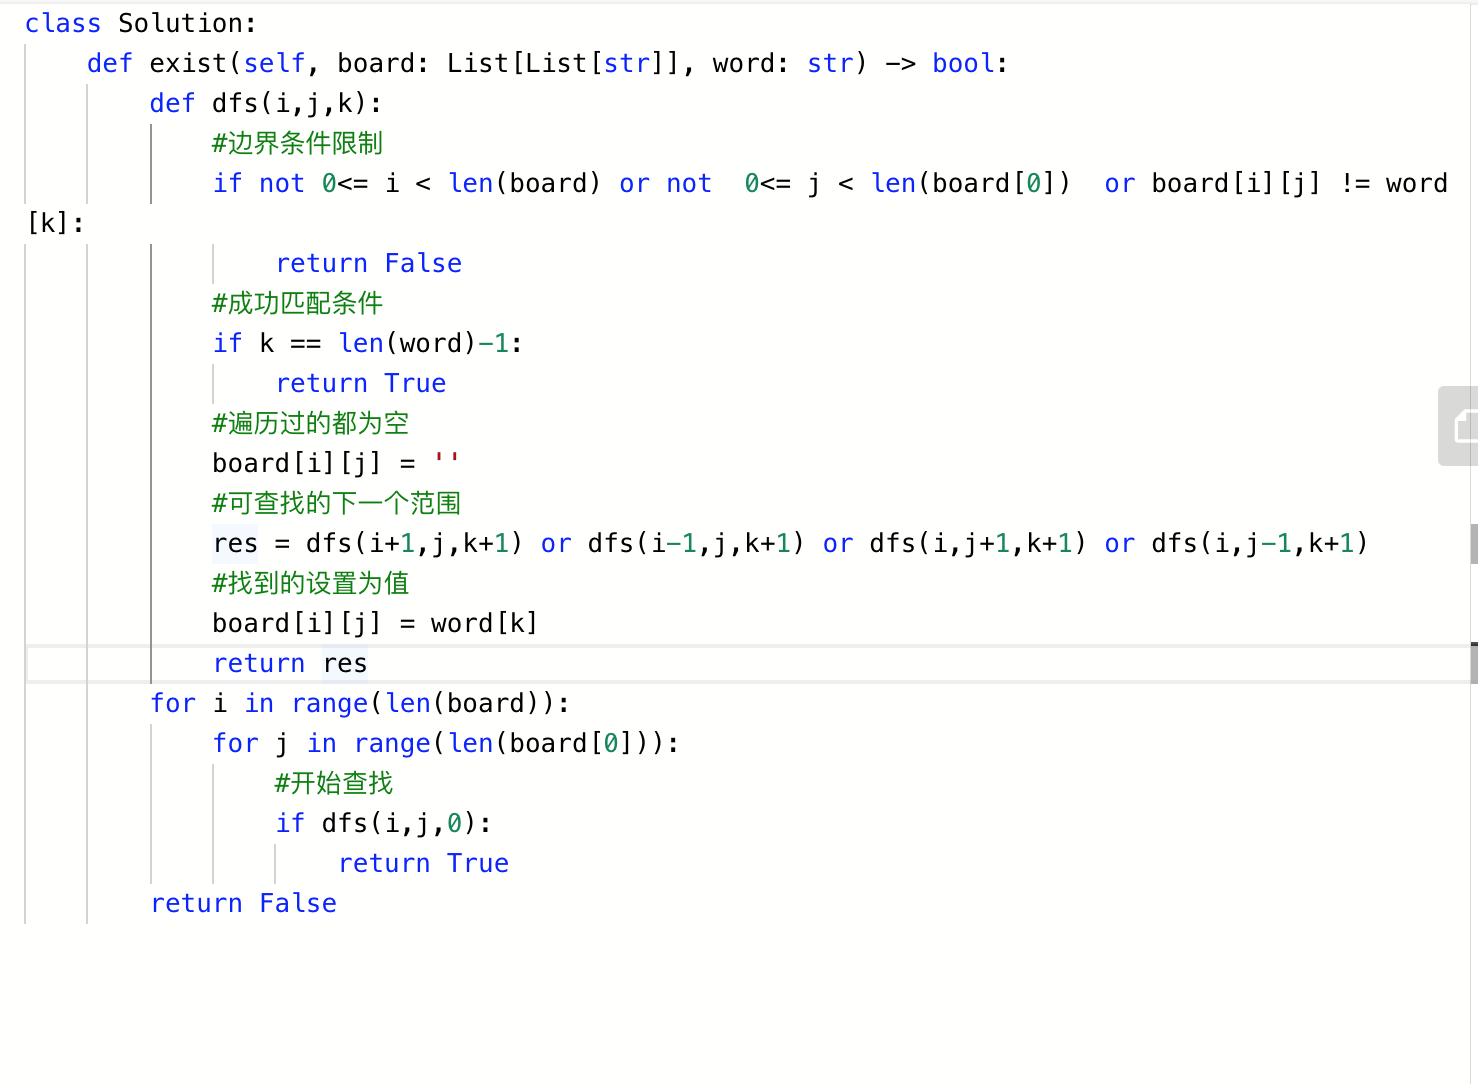 class Solution:
    def exist(self, board: List[List[str]], word: str) -> bool:
        def dfs(i,j,k):
            #边界条件限制
            if not 0<= i < len(board) or not  0<= j < len(board[0])  or board[i][j] != word
[k]:
                return False
            #成功匹配条件
            if k == len(word)-1:
                return True
            #遍历过的都为空
            board[i][j] = ''
            #可查找的下一个范围
            res = dfs(i+1,j,k+1) or dfs(i-1,j,k+1) or dfs(i,j+1,k+1) or dfs(i,j-1,k+1)
            #找到的设置为值
            board[i][j] = word[k]
            return res
        for i in range(len(board)):
            for j in range(len(board[0])):
                #开始查找
                if dfs(i,j,0):
                    return True
        return False